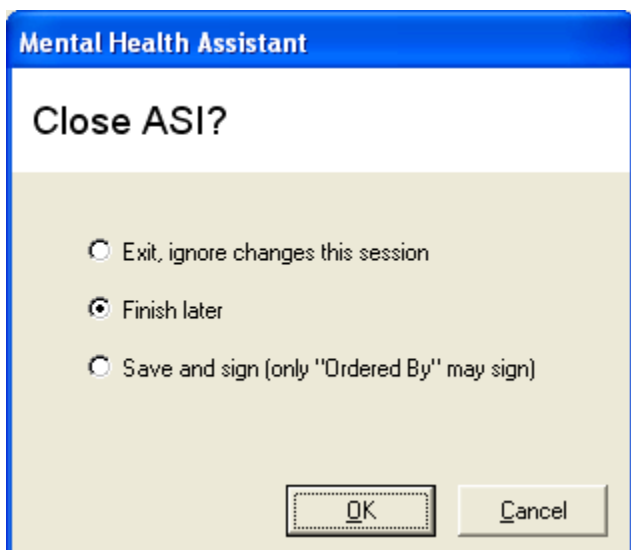 Mental Health Assistant
Close ASI?
Exit, ignore changes this session
Finish later
Save and sign (only "Ordered By" may sign)
OK
Cancel